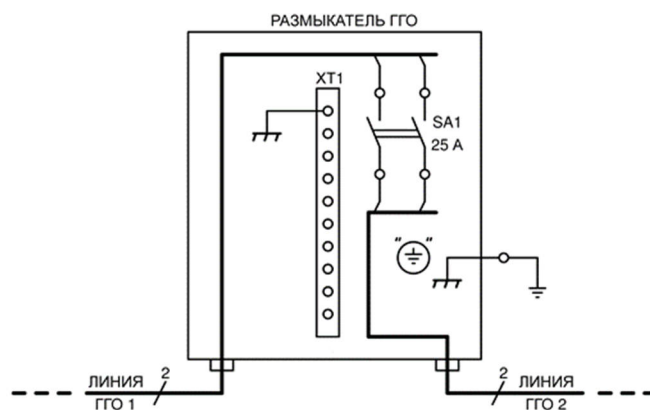 РАЗМЫКАТЕЛЬ ГГО
XT1
SA1
25 A
" "
ЛИНИЯ
2
ГГО 1
2
ЛИНИЯ
ГГО 2